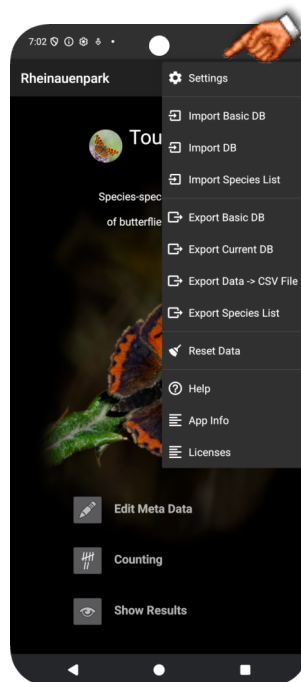 7:02
Rheinauenpark
Settings
Import Basic DB
Tou
Import DB
Import Species List
Species-spec
Export Basic DB
of butterflie
Export Current DB
Export Data -> CSV File
Export Species List
Reset Data
Help
App Info
Licenses
Edit Meta Data
Counting
Show Results